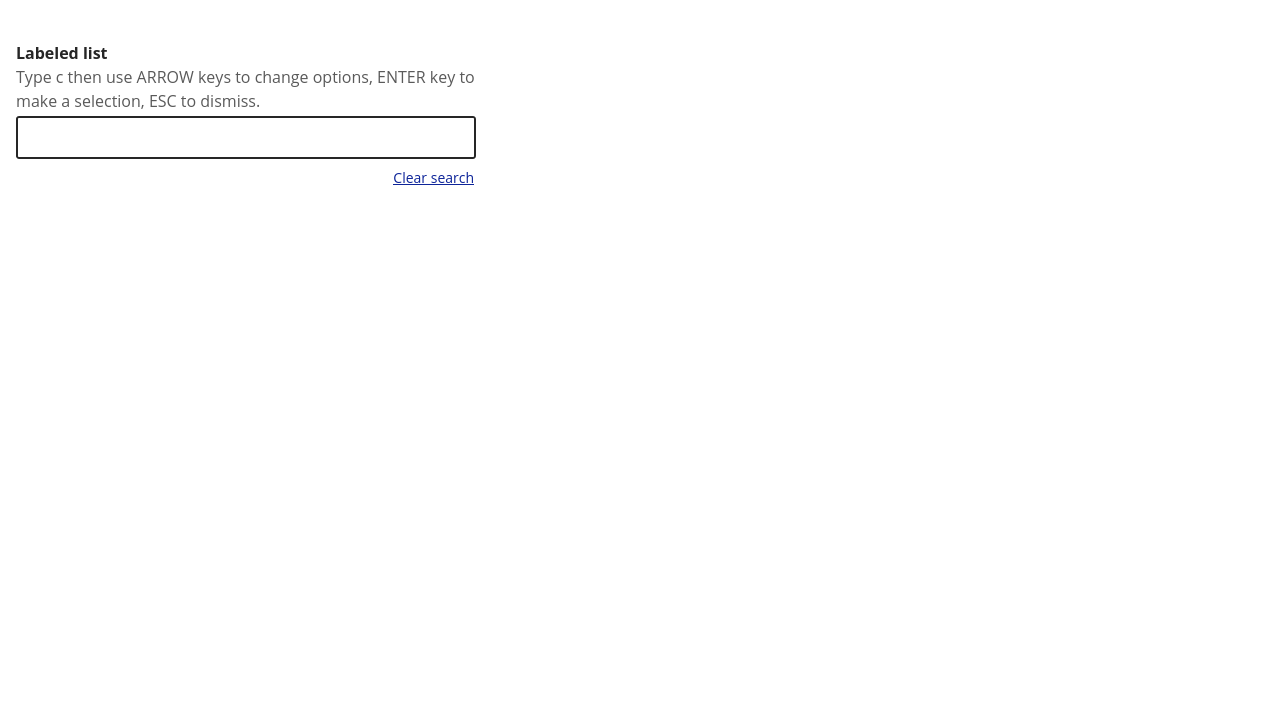 Labeled list
Type c then use ARROW keys to change options, ENTER key to
make a selection, ESC to dismiss.
Clear search